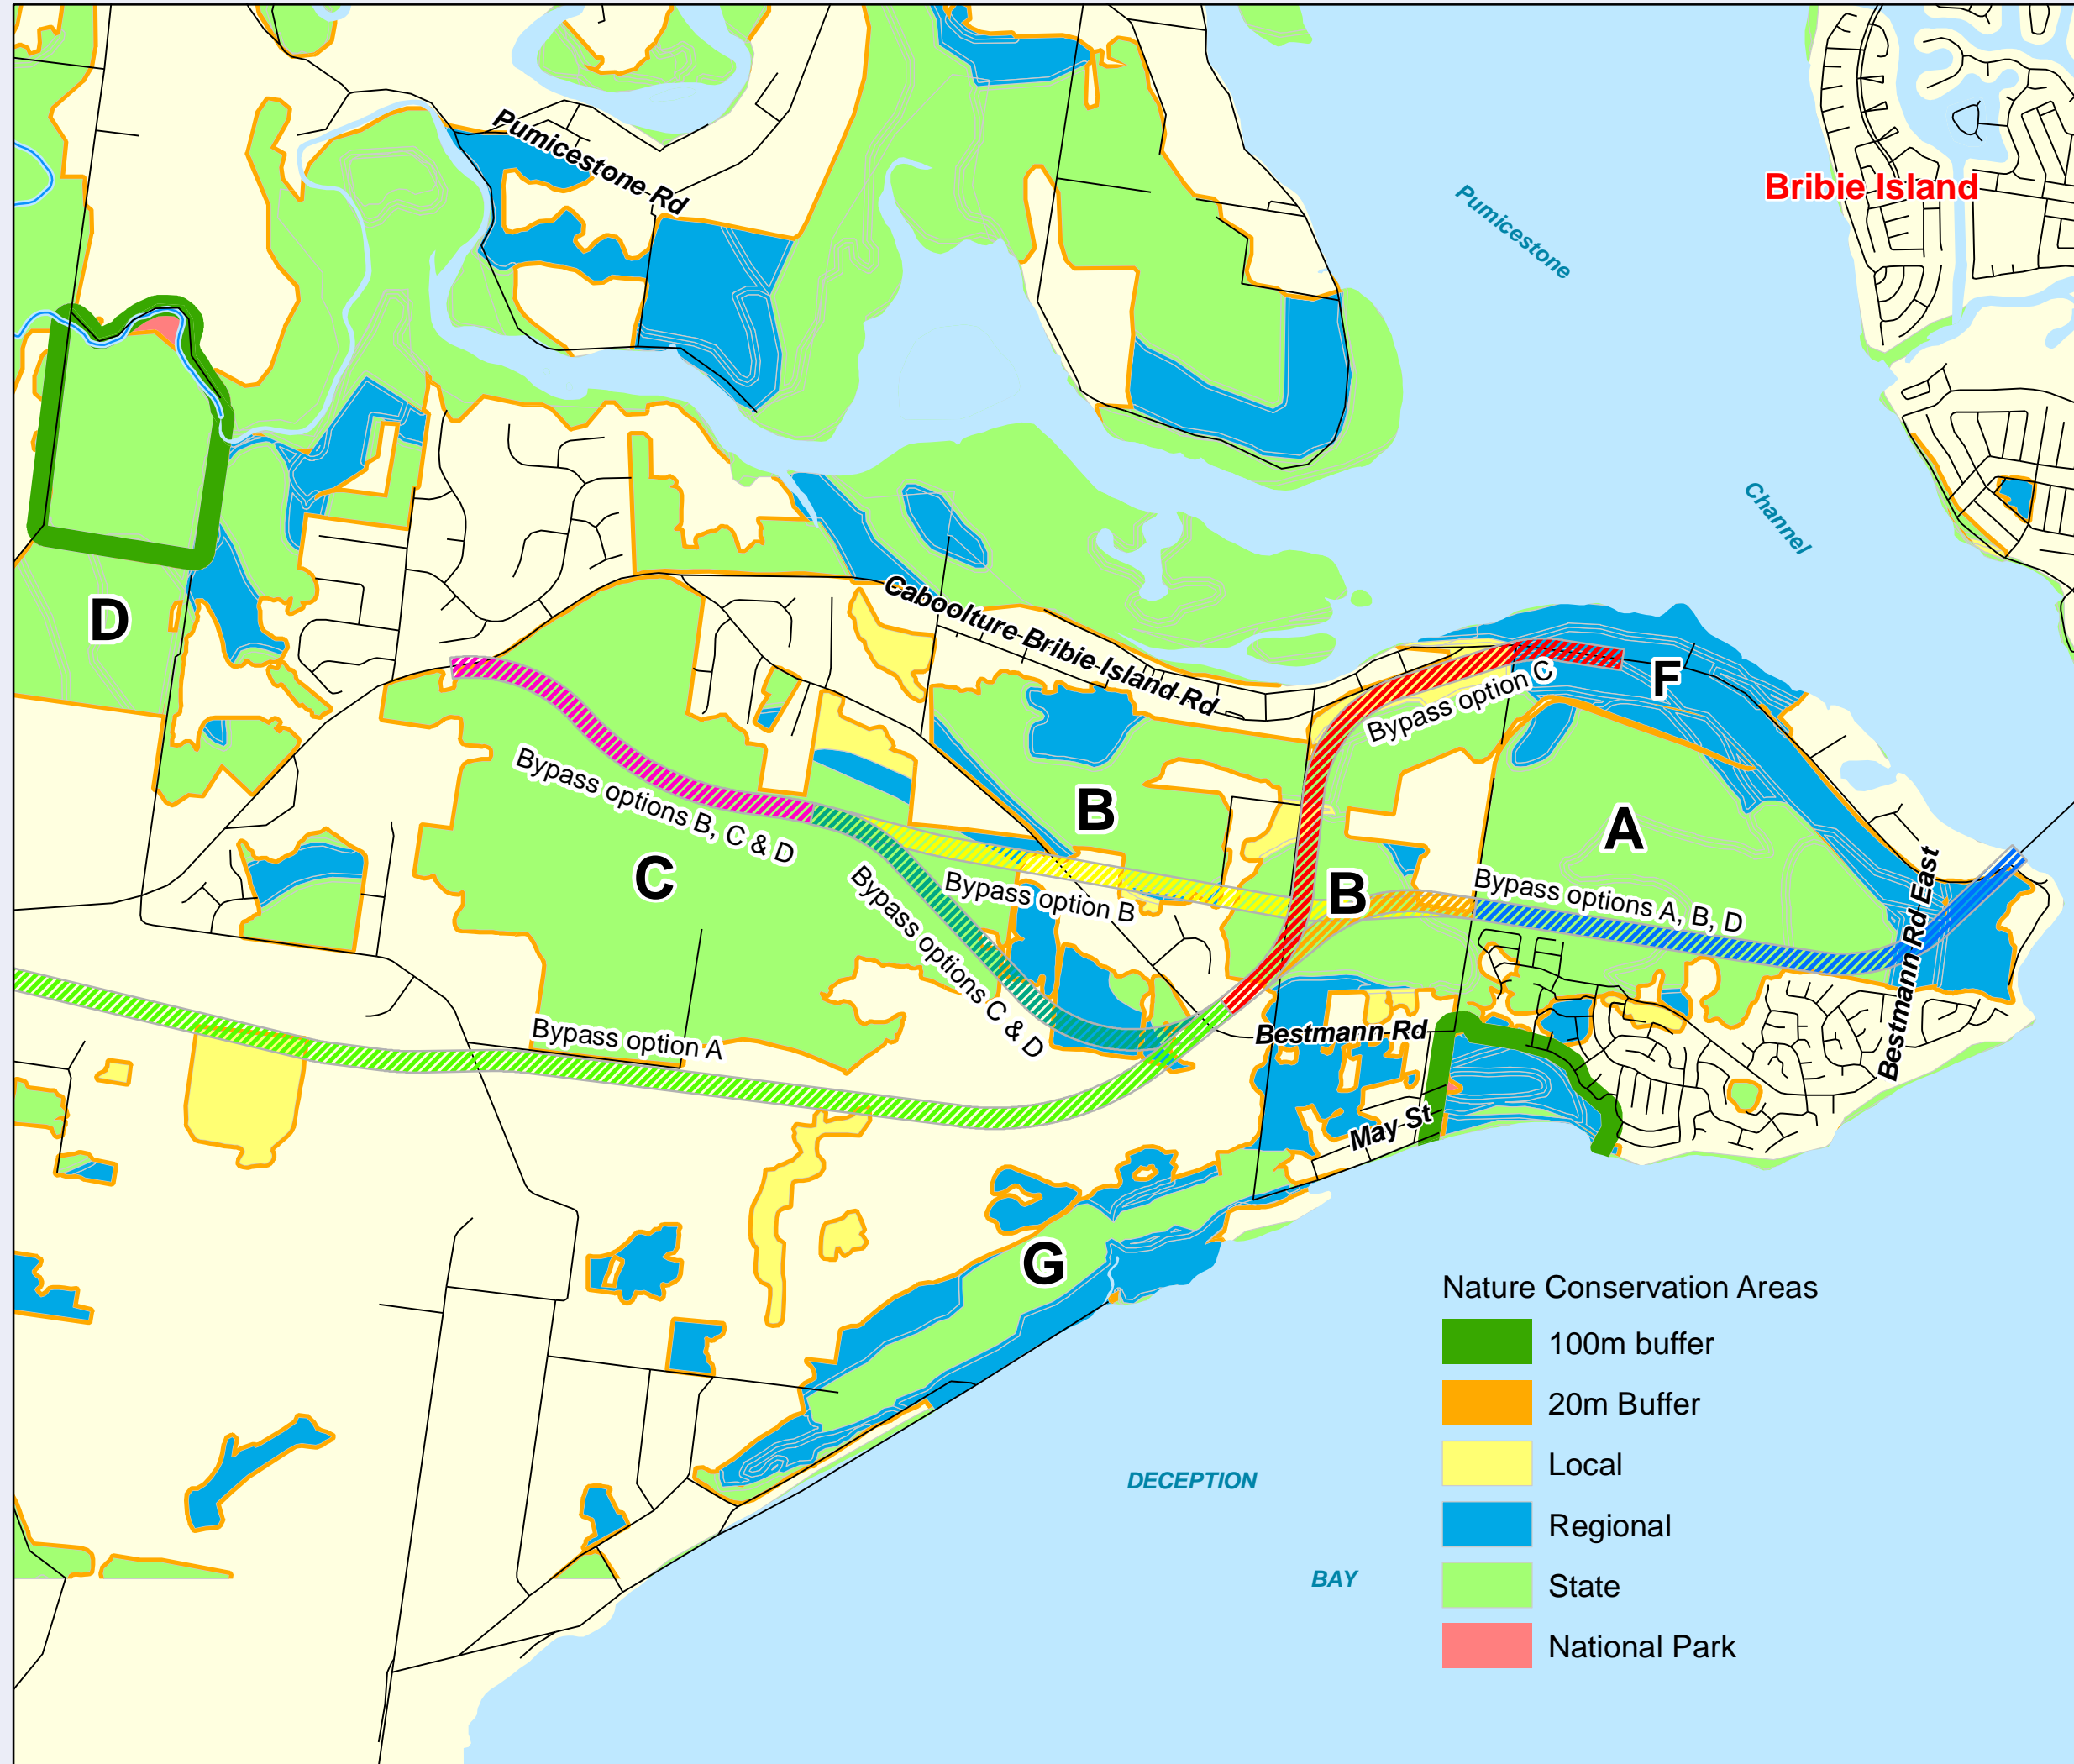 Pumicestone Rd
Bribie Island
Pumicestone
Channel
D
Caboolture Bribie Island Rd
F
Bypass option C
Bypass options B, C & D
B
A
C
Bypass option B
B
Bypass options A, B, D
Bypass options C & D
Bestmann Rd East
Bypass option A
Bestmann Rd
May St
G
Nature Conservation Areas
100m buffer
20m Buffer
Local
Regional
State
National Park
DECEPTION
BAY